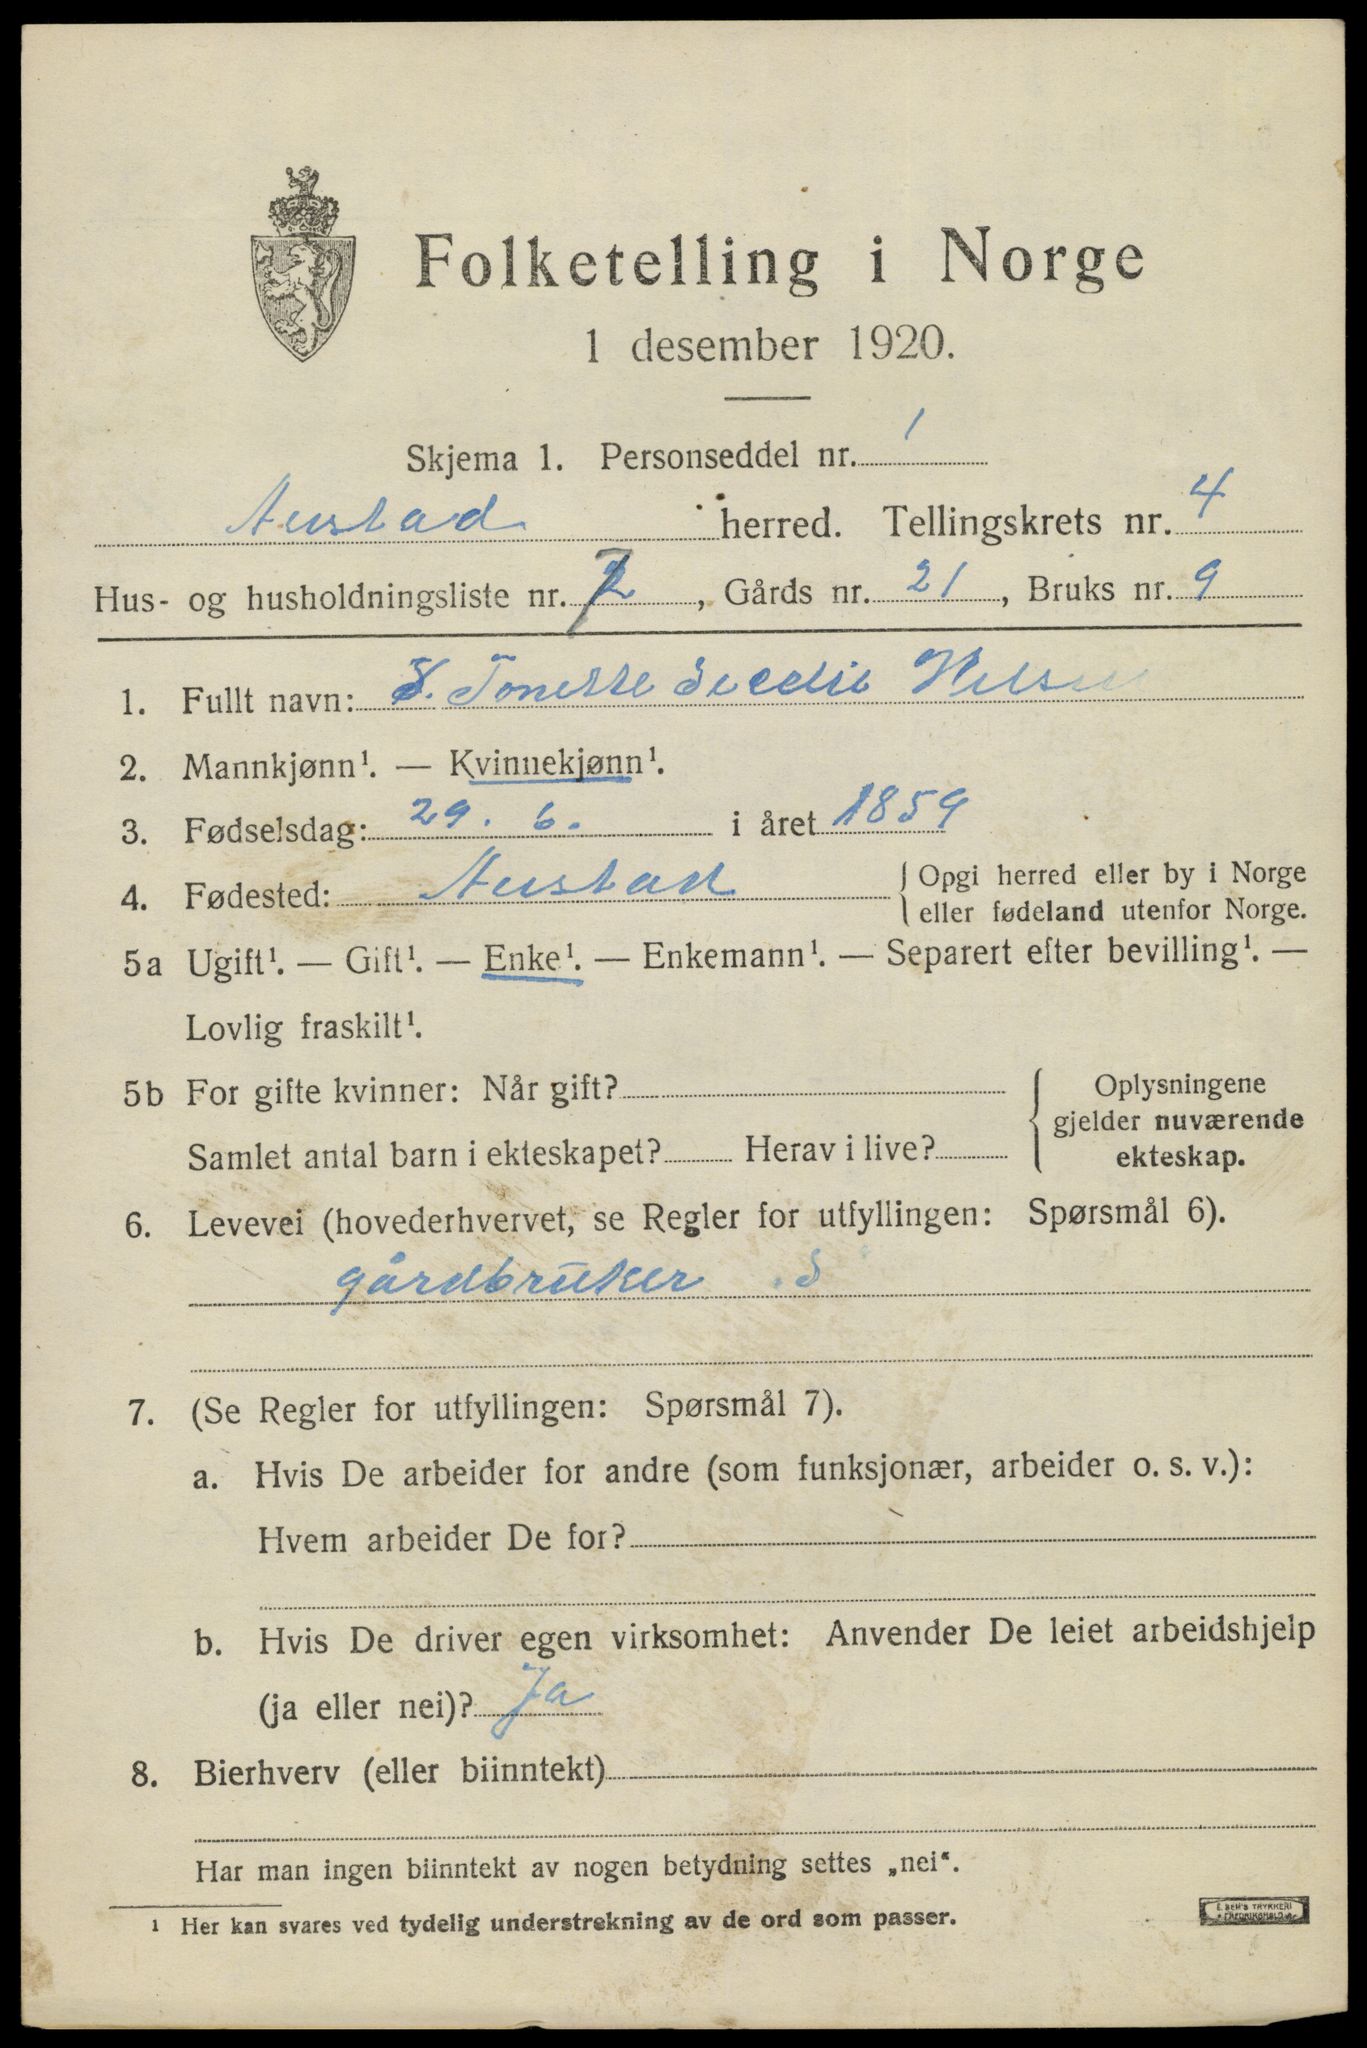 Folketelling i Norge
1 desember 1920.
Skjema 1. Personseddel nr. 1
Austad herred. Tellingskrets nr. 4
Hus- og husholdningsliste nr. 7, Gårds nr. 21, Bruks nr. 9
1. Fullt navn: Tonette
2. Mannkjønn¹. — Kvinnekjønn¹.
3. Fødselsdag: 29. 6. i året 1859
4. Fødested: Austad { Opgi herred eller by i Norge
eller fødeland utenfor Norge.
5a Ugift¹. — Gift¹. — Enke¹. — Enkemann¹. — Separert efter bevilling¹. —
Lovlig fraskilt¹.
5b For gifte kvinner: Når gift? { Oplysningene
gjelder nuværende
Samlet antal barn i ekteskapet? Herav i live? ekteskap.
6. Levevei (hovederhvervet, se Regler for utfyllingen: Spørsmål 6).
gårdbruker . S
7. (Se Regler for utfyllingen: Spørsmål 7).
a. Hvis De arbeider for andre (som funksjonær, arbeider o. s. v.):
Hvem arbeider De for?
b. Hvis De driver egen virksomhet: Anvender De leiet arbeidshjelp
(ja eller nei)? Ja
8. Bierhverv (eller biinntekt)
Har man ingen biinntekt av nogen betydning settes „nei“.
¹ Her kan svares ved tydelig understrekning av de ord som passer.
E. SEM'S TRYKKERI
FREDRIKSHALD